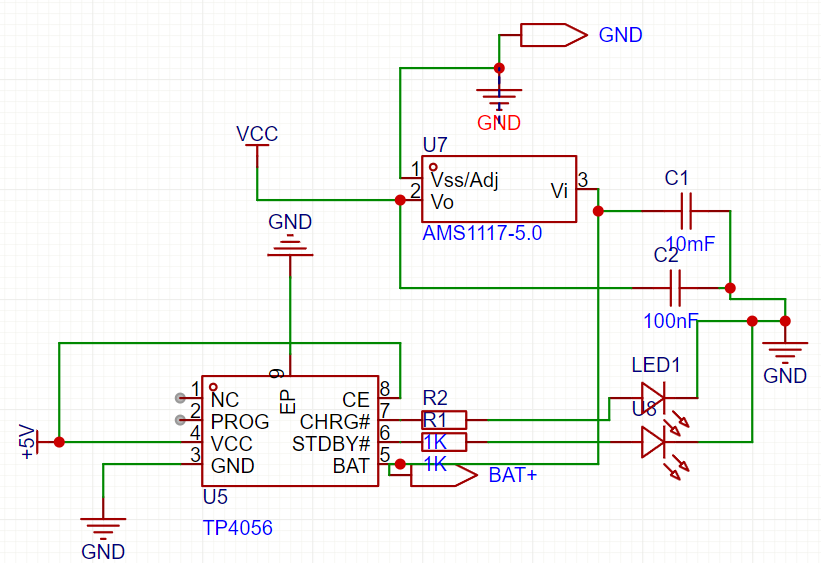 GND
GND
VCC
U7
1
Vss/Adj
2
Vo
Vi
3
AMS1117-5.0
C1
10mF
C2
100nF
GND
GND
LED1
U8
9
EP
1
NC
CE
8
R2
2
PROG
CHRG#
7
R1
4
VCC
STDBY#
6
1K
3
GND
BAT
5
1K
BAT+
+5V
U5
TP4056
GND